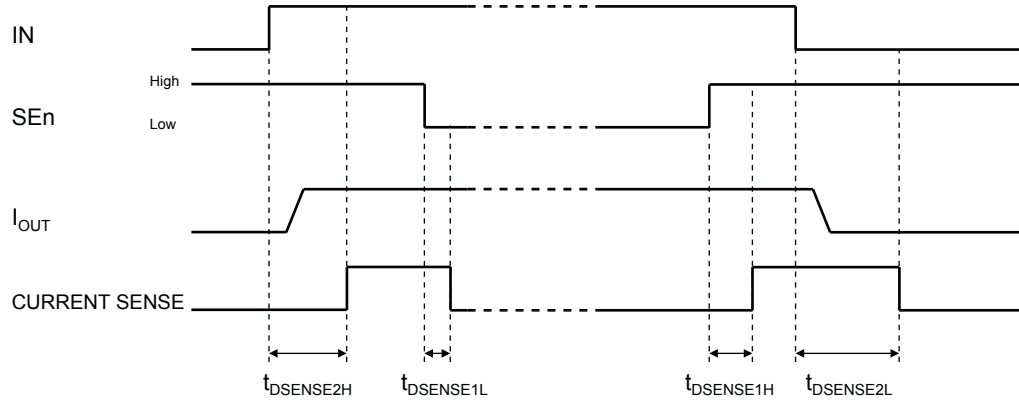 IN
High
SEn
Low
IOUT
CURRENT SENSE
tDSENSE2H
tDSENSE1L
tDSENSE1H
tDSENSE2L